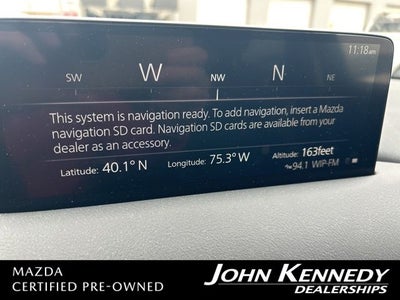 11:18am
SW W NW N NE
This system is navigation ready. To add navigation, insert a Mazda
navigation SD card. Navigation SD cards are available from your
dealer as an accessory.
Latitude: 40.1° N Longitude: 75.3° W Altitude: 163feet
94.1 WIP-FM
MAZDA
CERTIFIED PRE-OWNED
JOHN KENNEDY
DEALERSHIPS